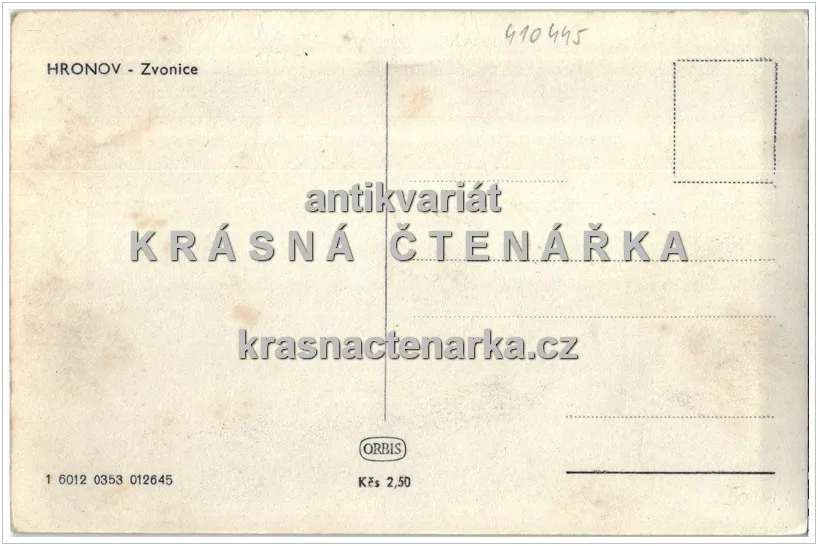 410445
HRONOV - Zvonice
antikvariát
KRÁSNÁ ČTENÁŘKA
krasnactenarka.cz
ORBIS
1 6012 0353 012645
Kčs 2,50